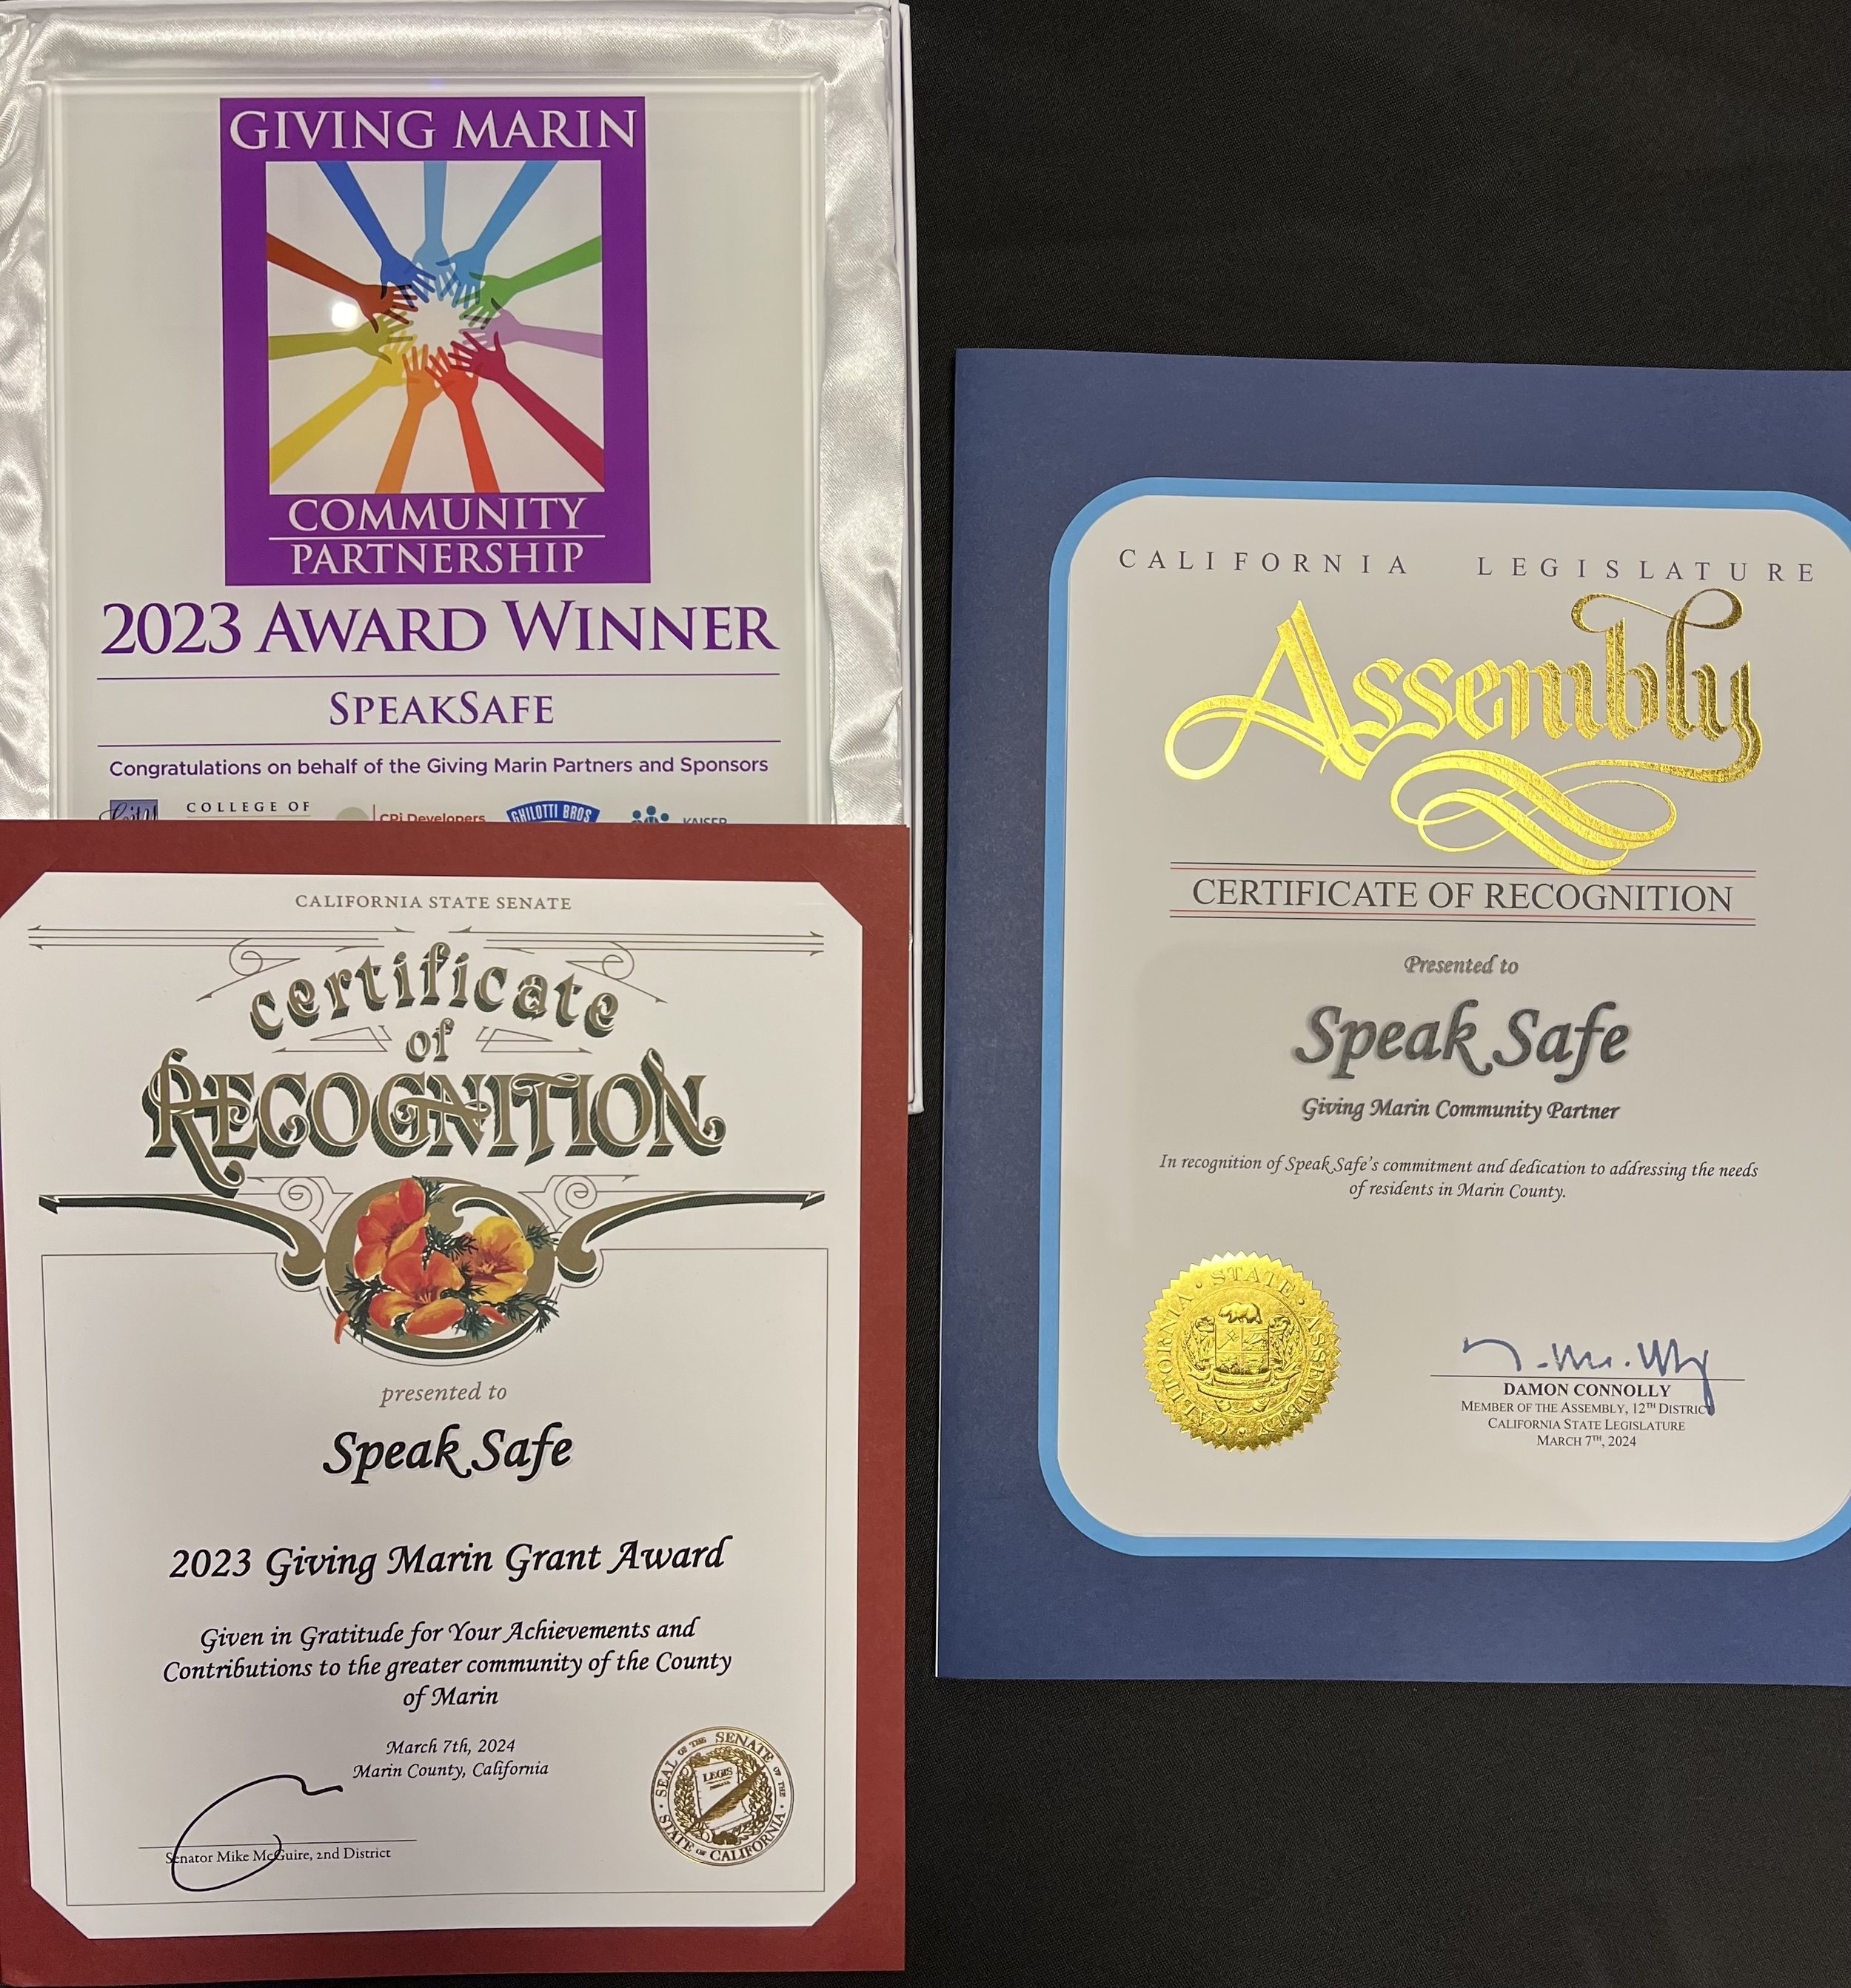 GIVING MARIN
COMMUNITY
PARTNERSHIP
2023 AWARD WINNER
SPEAKSAFE
Congratulations on behalf of the Giving Marin Partners and Sponsors
COLLEGE OF
CPi Developers
GHILOTTI BROS
KAISER
CALIFORNIA STATE SENATE
certificate
of
RECOGNITION
presented to
Speak Safe
2023 Giving Marin Grant Award
Given in Gratitude for Your Achievements and
Contributions to the greater community of the County
of Marin
March 7th, 2024
Marin County, California
Senator Mike McGuire, 2nd District
SEAL OF THE SENATE OF THE STATE OF CALIFORNIA
LEGIS
CALIFORNIA LEGISLATURE
Assembly
CERTIFICATE OF RECOGNITION
Presented to
Speak Safe
Giving Marin Community Partner
In recognition of Speak Safe's commitment and dedication to addressing the needs
of residents in Marin County.
CALIFORNIA STATE ASSEMBLY
DAMON CONNOLLY
MEMBER OF THE ASSEMBLY, 12TH DISTRICT
CALIFORNIA STATE LEGISLATURE
MARCH 7TH, 2024